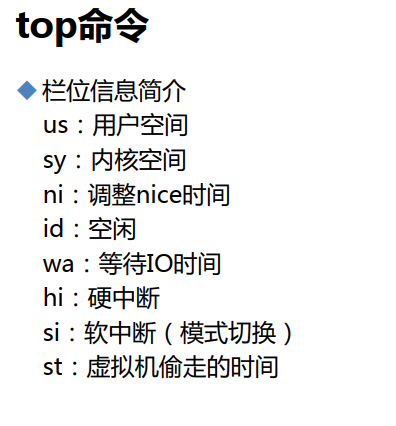 top命令
栏位信息简介
us：用户空间
sy：内核空间
ni：调整nice时间
id：空闲
wa：等待IO时间
hi：硬中断
si：软中断（模式切换）
st：虚拟机偷走的时间